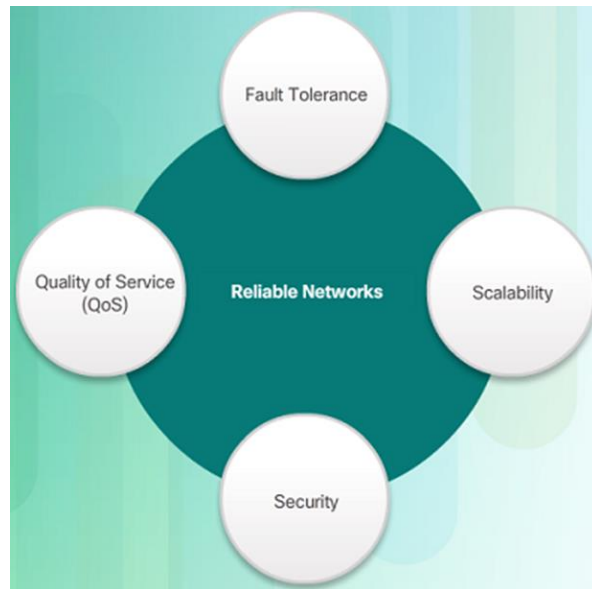 Fault Tolerance
Quality of Service
(QoS)
Reliable Networks
Scalability
Security